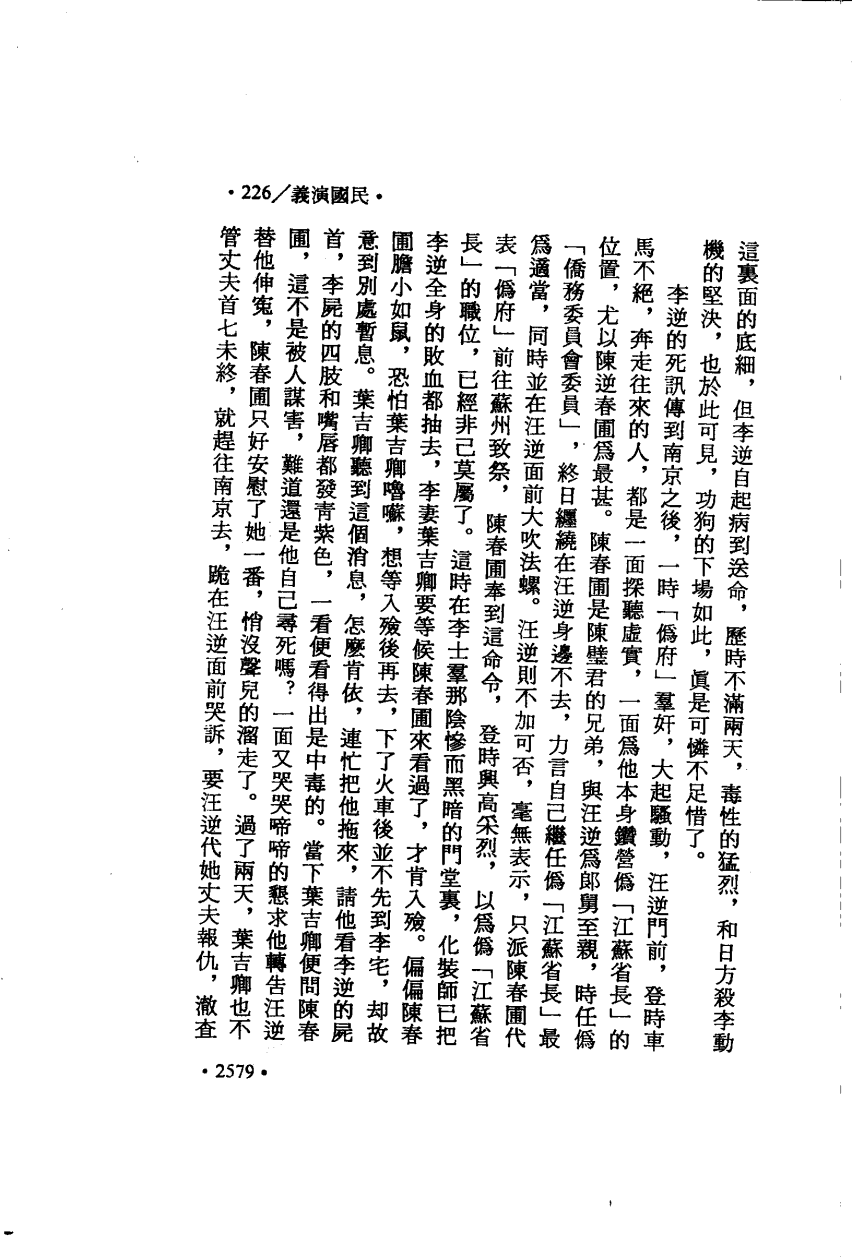 ·226／義演國民·
這裏面的底細，但李逆自起病到送命，歷時不滿兩天，毒性的猛烈，和日方殺李動
機的堅決，也於此可見，功狗的下場如此，眞是可憐不足惜了。
李逆的死訊傳到南京之後，一時「僞府」羣奸，大起騷動，汪逆門前，登時車
馬不絕，奔走往來的人，都是一面探聽虛實，一面爲他本身鑽營僞「江蘇省長」的
位置，尤以陳逆春圃爲最甚。陳春圃是陳璧君的兄弟，與汪逆爲郎舅至親，時任僞
「僑務委員會委員」，終日纏繞在汪逆身邊不去，力言自己繼任僞「江蘇省長」最
爲適當，同時並在汪逆面前大吹法螺。汪逆則不加可否，毫無表示，只派陳春圃代
表「僞府」前往蘇州致祭，陳春圃奉到這命令，登時興高采烈，以爲僞「江蘇省
長」的職位，已經非己莫屬了。這時在李士羣那陰慘而黑暗的門堂裏，化裝師已把
李逆全身的敗血都抽去，李妻葉吉卿要等候陳春圃來看過了，才肯入殮。偏偏陳春
圃膽小如鼠，恐怕葉吉卿嚕囌，想等入殮後再去，下了火車後並不先到李宅，却故
意到別處暫息。葉吉卿聽到這個消息，怎麽肯依，連忙把他拖來，請他看李逆的屍
首，李屍的四肢和嘴唇都發靑紫色，一看便看得出是中毒的。當下葉吉卿便問陳春
圃，這不是被人謀害，難道還是他自己尋死嗎？一面又哭哭啼啼的懇求他轉吿汪逆
替他伸寃，陳春圃只好安慰了她一番，悄沒聲兒的溜走了。過了兩天，葉吉卿也不
管丈夫首七未終，就趕往南京去，跪在汪逆面前哭訴，要汪逆代她丈夫報仇，澈查
·2579·